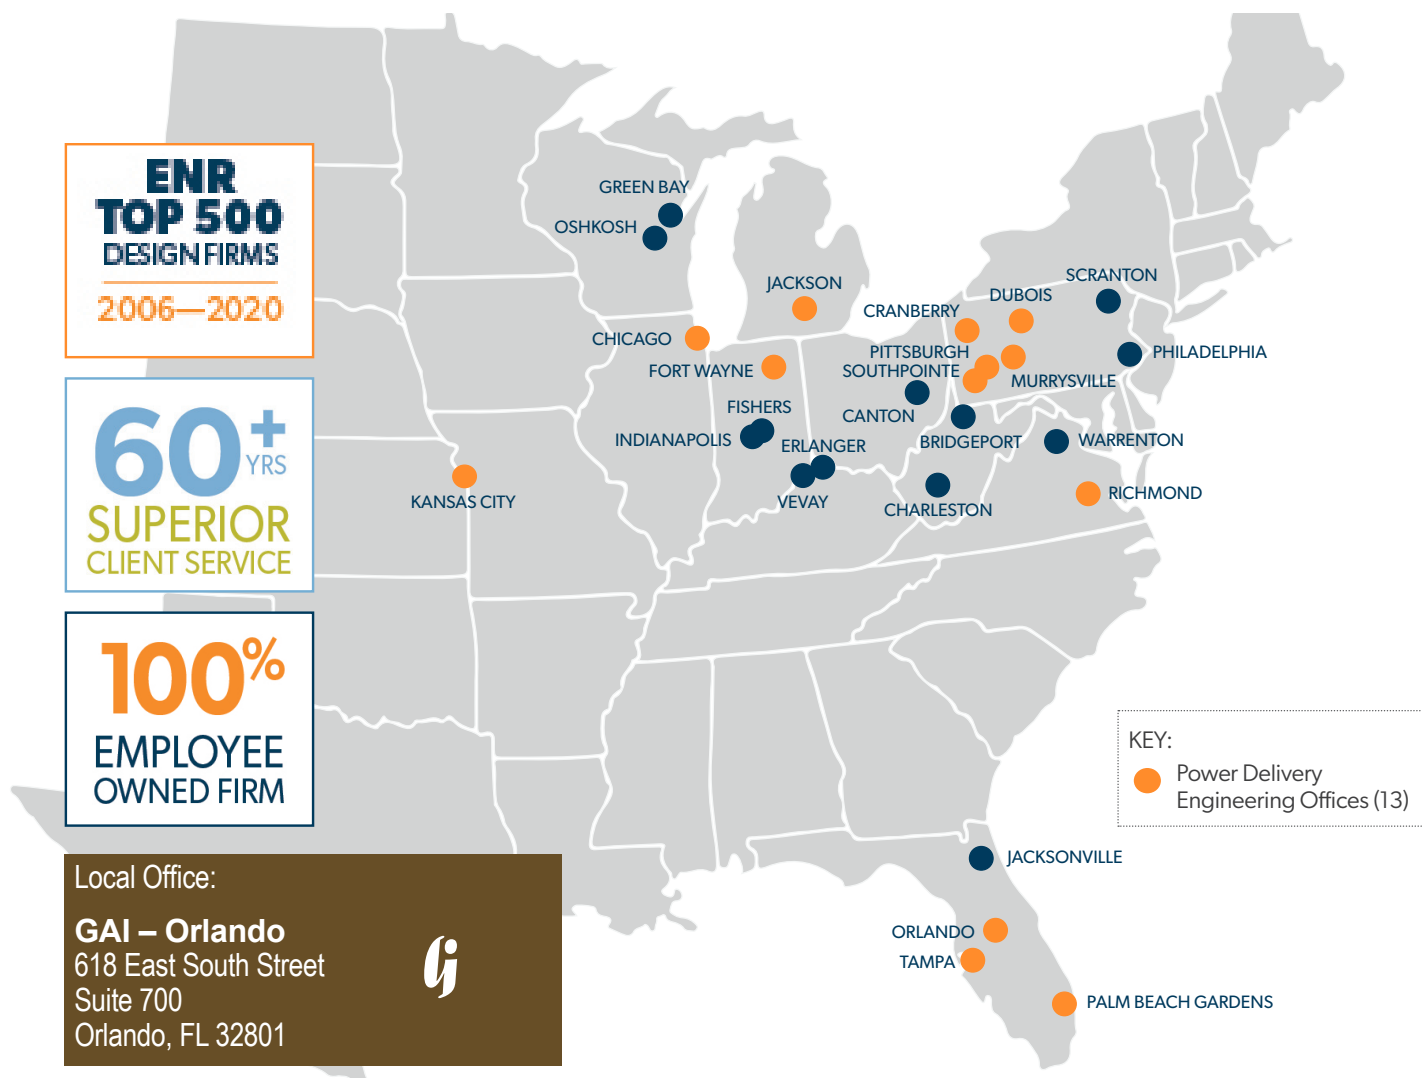 ENR
TOP 500
DESIGN FIRMS
2006—2020
60+
YRS
SUPERIOR
CLIENT SERVICE
100%
EMPLOYEE
OWNED FIRM
GREEN BAY
OSHKOSH
JACKSON
SCRANTON
DUBOIS
CRANBERRY
CHICAGO
PITTSBURGH
PHILADELPHIA
FORT WAYNE
SOUTHPOINTE
MURRYSVILLE
FISHERS
CANTON
INDIANAPOLIS
ERLANGER
BRIDGEPORT
WARRENTON
KANSAS CITY
VEVAY
CHARLESTON
RICHMOND
KEY:
Power Delivery
Engineering Offices (13)
JACKSONVILLE
ORLANDO
TAMPA
PALM BEACH GARDENS
Local Office:
GAI – Orlando
618 East South Street
Suite 700
Orlando, FL 32801